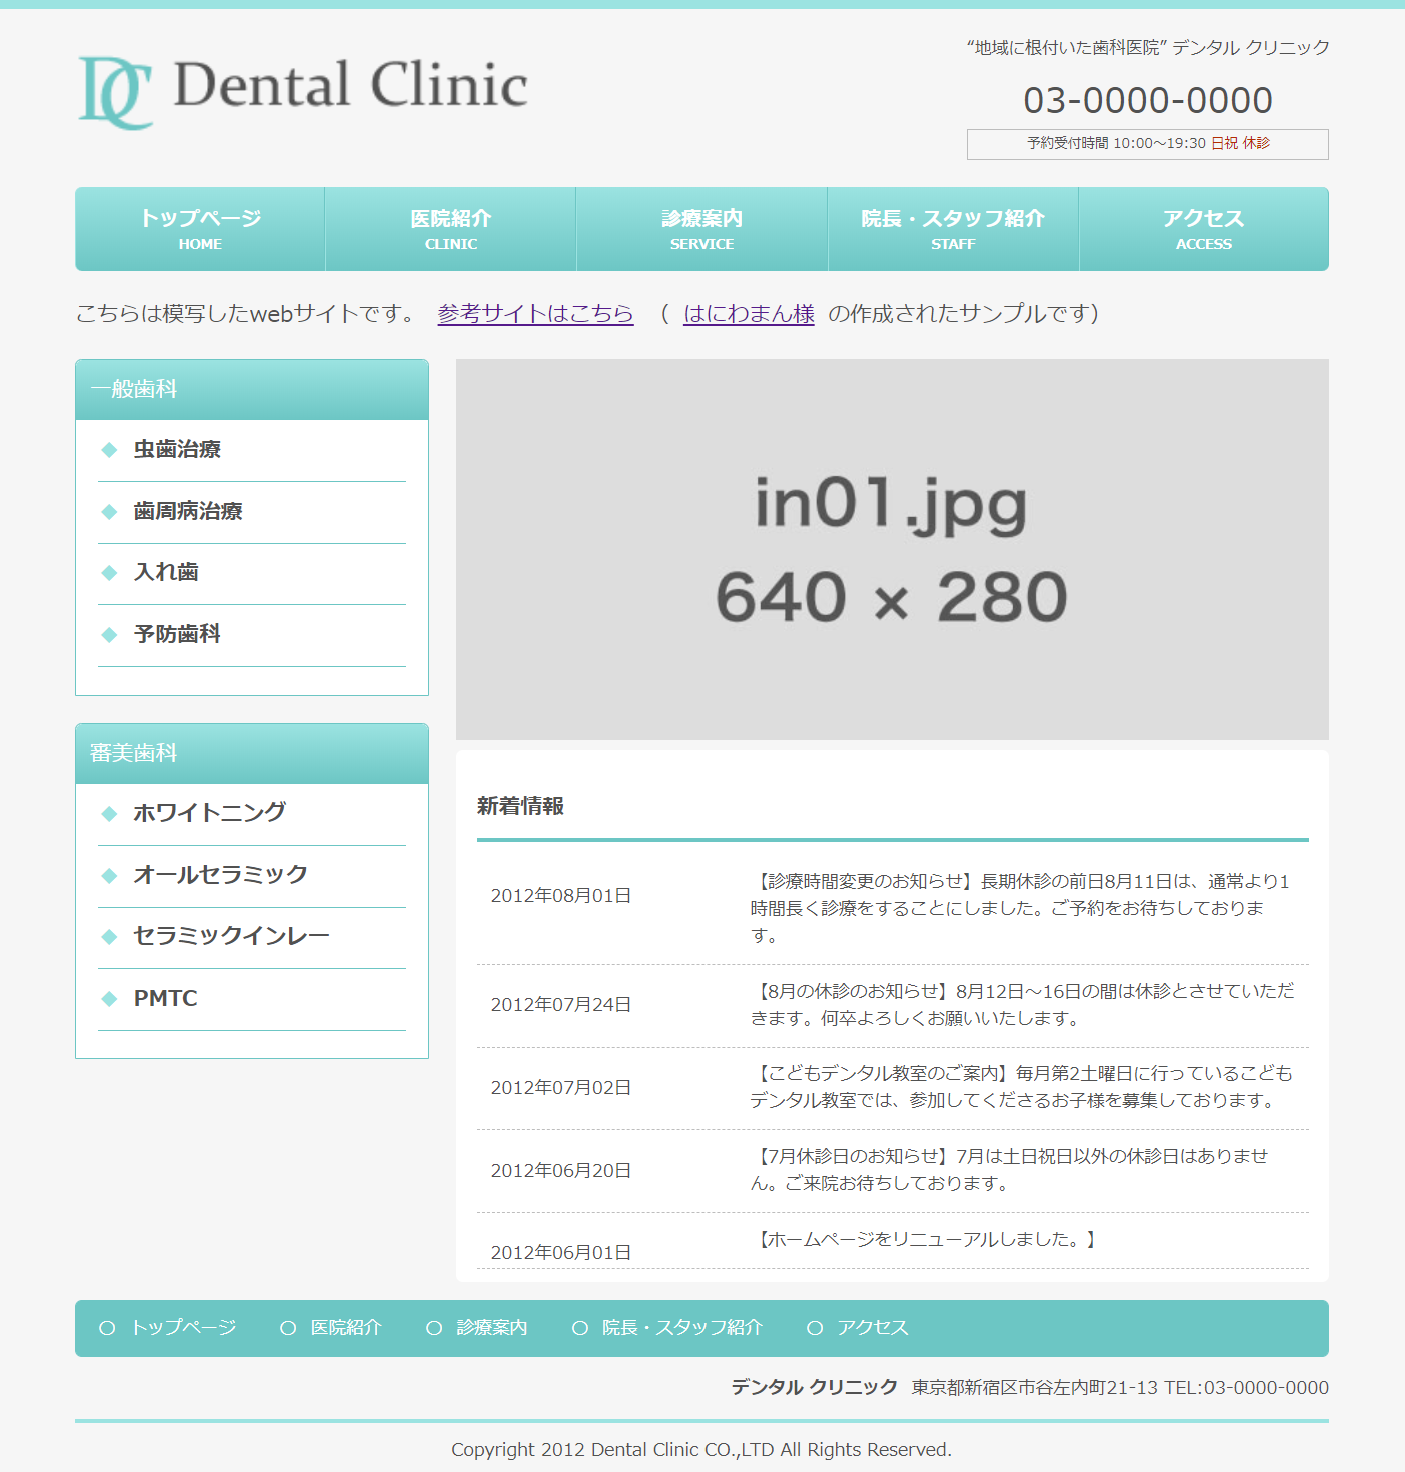 DC Dental Clinic
“地域に根付いた歯科医院” デンタル クリニック
03-0000-0000
予約受付時間 10:00～19:30 日祝 休診
トップページ 医院紹介 診療案内 院長・スタッフ紹介 アクセス
HOME CLINIC SERVICE STAFF ACCESS
こちらは模写したwebサイトです。 参考サイトはこちら （ はにわまん様 の作成されたサンプルです）
一般歯科
虫歯治療
歯周病治療
入れ歯
予防歯科
審美歯科
ホワイトニング
オールセラミック
セラミックインレー
PMTC
in01.jpg
640 × 280
新着情報
2012年08月01日
【診療時間変更のお知らせ】長期休診の前日8月11日は、通常より1
時間長く診療をすることにしました。ご予約をお待ちしておりま
す。
2012年07月24日
【8月の休診のお知らせ】8月12日～16日の間は休診とさせていただ
きます。何卒よろしくお願いいたします。
2012年07月02日
【こどもデンタル教室のご案内】毎月第2土曜日に行っているこども
デンタル教室では、参加してくださるお子様を募集しております。
2012年06月20日
【7月休診日のお知らせ】7月は土日祝日以外の休診日はありませ
ん。ご来院お待ちしております。
2012年06月01日
【ホームページをリニューアルしました。】
トップページ 医院紹介 診療案内 院長・スタッフ紹介 アクセス
デンタル クリニック 東京都新宿区市谷左内町21-13 TEL:03-0000-0000
Copyright 2012 Dental Clinic CO.,LTD All Rights Reserved.